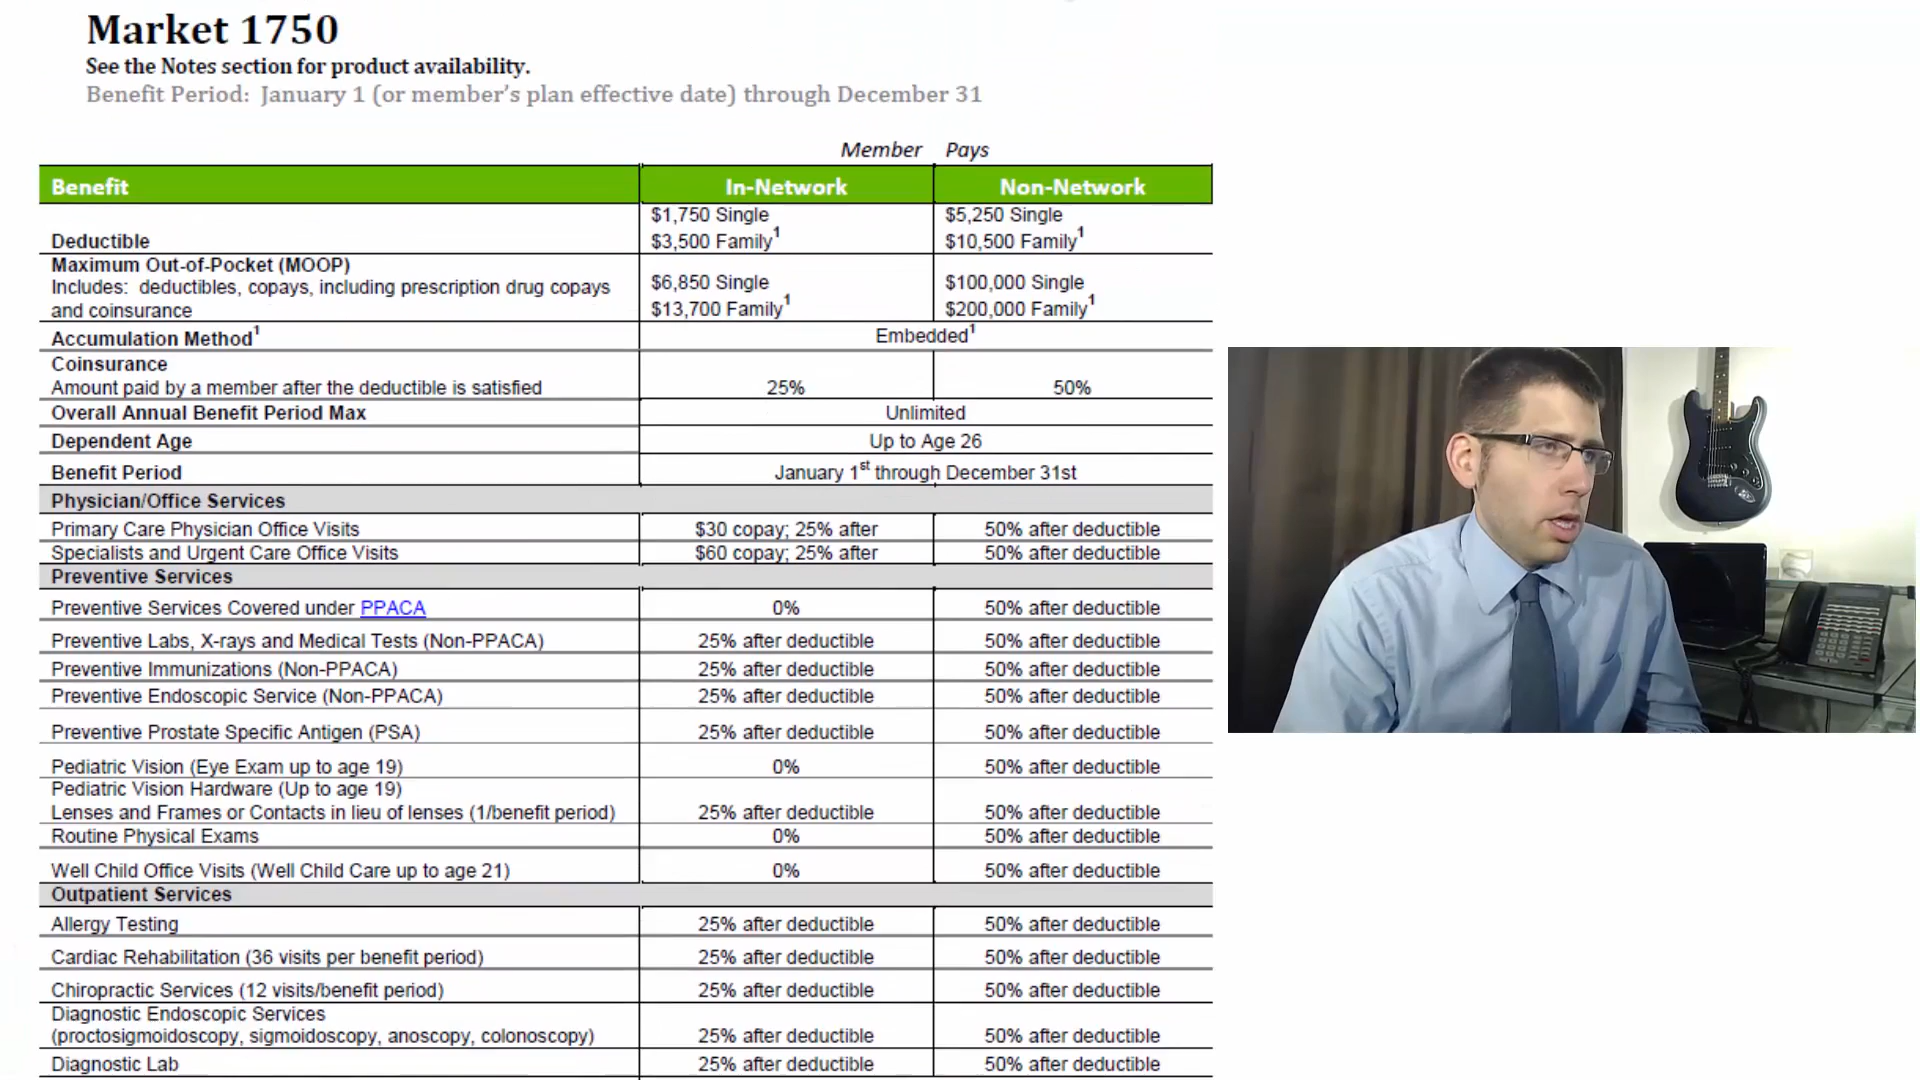 Market 1750
See the Notes section for product availability.
Benefit Period: January 1 (or member's plan effective date) through December 31
Member Pays
Benefit In-Network Non-Network
$1,750 Single $5,250 Single
Deductible $3,500 Family1 $10,500 Family1
Maximum Out-of-Pocket (MOOP)
Includes: deductibles, copays, including prescription drug copays $6,850 Single $100,000 Single
and coinsurance $13,700 Family1 $200,000 Family1
Accumulation Method1 Embedded1
Coinsurance
Amount paid by a member after the deductible is satisfied 25% 50%
Overall Annual Benefit Period Max Unlimited
Dependent Age Up to Age 26
Benefit Period January 1st through December 31st
Physician/Office Services
Primary Care Physician Office Visits $30 copay; 25% after 50% after deductible
Specialists and Urgent Care Office Visits $60 copay; 25% after 50% after deductible
Preventive Services
Preventive Services Covered under PPACA 0% 50% after deductible
Preventive Labs, X-rays and Medical Tests (Non-PPACA) 25% after deductible 50% after deductible
Preventive Immunizations (Non-PPACA) 25% after deductible 50% after deductible
Preventive Endoscopic Service (Non-PPACA) 25% after deductible 50% after deductible
Preventive Prostate Specific Antigen (PSA) 25% after deductible 50% after deductible
Pediatric Vision (Eye Exam up to age 19) 0% 50% after deductible
Pediatric Vision Hardware (Up to age 19)
Lenses and Frames or Contacts in lieu of lenses (1/benefit period) 25% after deductible 50% after deductible
Routine Physical Exams 0% 50% after deductible
Well Child Office Visits (Well Child Care up to age 21) 0% 50% after deductible
Outpatient Services
Allergy Testing 25% after deductible 50% after deductible
Cardiac Rehabilitation (36 visits per benefit period) 25% after deductible 50% after deductible
Chiropractic Services (12 visits/benefit period) 25% after deductible 50% after deductible
Diagnostic Endoscopic Services
(proctosigmoidoscopy, sigmoidoscopy, anoscopy, colonoscopy) 25% after deductible 50% after deductible
Diagnostic Lab 25% after deductible 50% after deductible